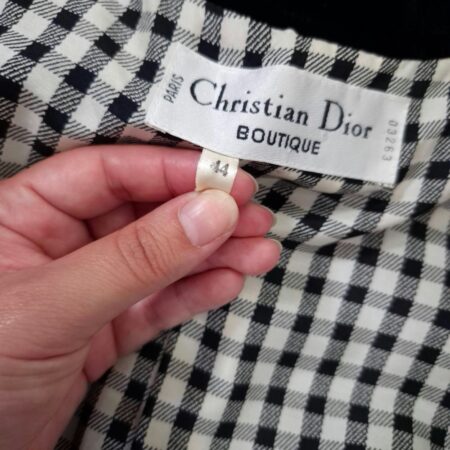 PARIS
Christian Dior
BOUTIQUE
03263
44